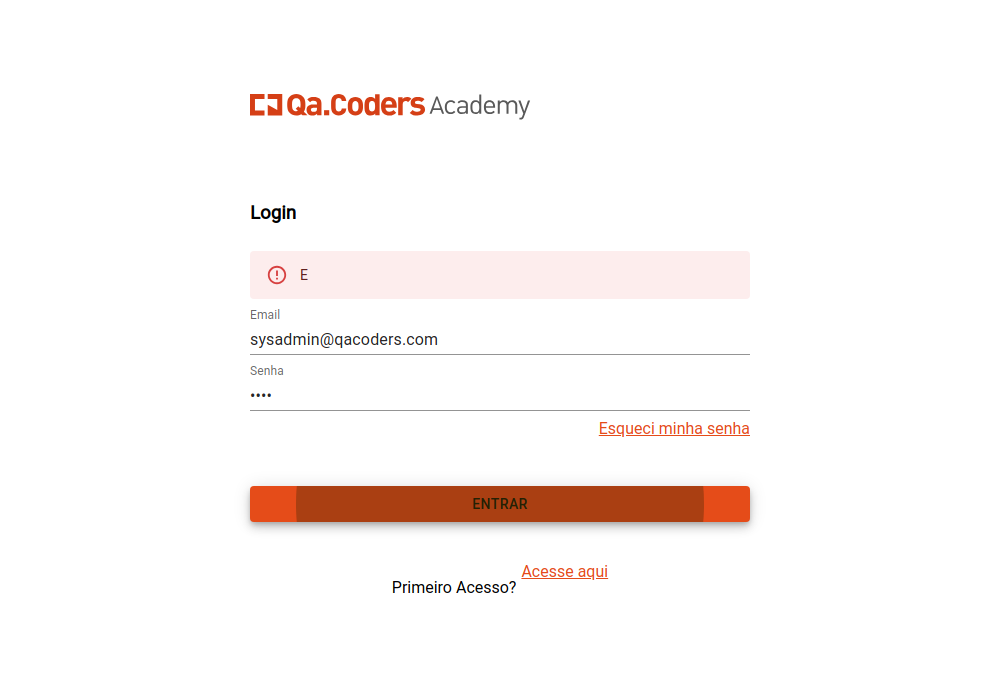 Qa.Coders Academy
Login
E
Email
sysadmin@qacoders.com
Senha
••••
Esqueci minha senha
ENTRAR
Primeiro Acesso? Acesse aqui